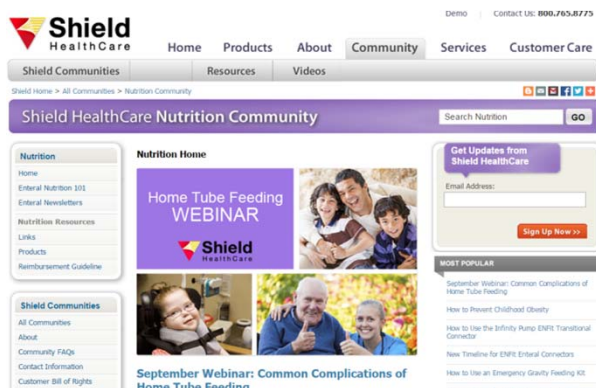 Demo
Contact Us: 800.765.8775
Shield
HealthCare
Home Products About Community Services Customer Care
Shield Communities Resources Videos
Shield Home > All Communities > Nutrition Community
Shield HealthCare Nutrition Community
Search Nutrition GO
Nutrition
Home
Enteral Nutrition 101
Enteral Newsletters
Nutrition Resources
Links
Products
Reimbursement Guideline
Shield Communities
All Communities
About
Community FAQs
Contact Information
Customer Bill of Rights
Nutrition Home
Home Tube Feeding
WEBINAR
Shield
HealthCare
September Webinar: Common Complications of
Home Tube Feeding
Get Updates from
Shield HealthCare
Email Address:
Sign Up Now >>
MOST POPULAR
September Webinar: Common Complications of
Home Tube Feeding
How to Prevent Childhood Obesity
How to Use the Infinity Pump ENFit Transitional
Connector
New Timeline for ENFit Enteral Connectors
How to Use an Emergency Gravity Feeding Kit